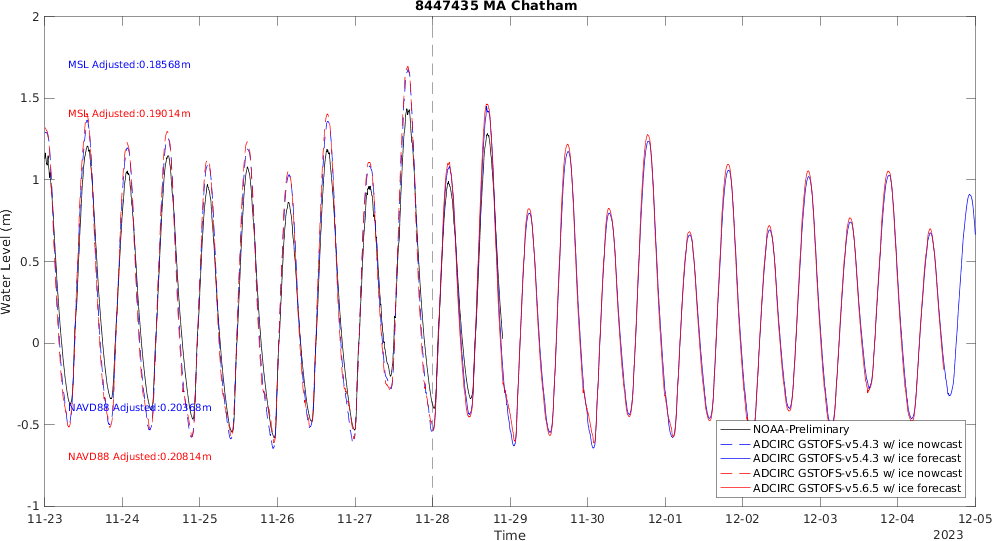 8447435 MA Chatham
2
MSL Adjusted:0.18568m
1.5
MSL Adjusted:0.19014m
1
Water Level (m)
0.5
0
NAVD88 Adjusted:0.20368m
-0.5
NOAA-Preliminary
ADCIRC GSTOFS-v5.4.3 w/ ice nowcast
NAVD88 Adjusted:0.20814m
ADCIRC GSTOFS-v5.4.3 w/ ice forecast
ADCIRC GSTOFS-v5.6.5 w/ ice nowcast
ADCIRC GSTOFS-v5.6.5 w/ ice forecast
-1
11-23 11-24 11-25 11-26 11-27 11-28 11-29 11-30 12-01 12-02 12-03 12-04 12-05
Time
2023